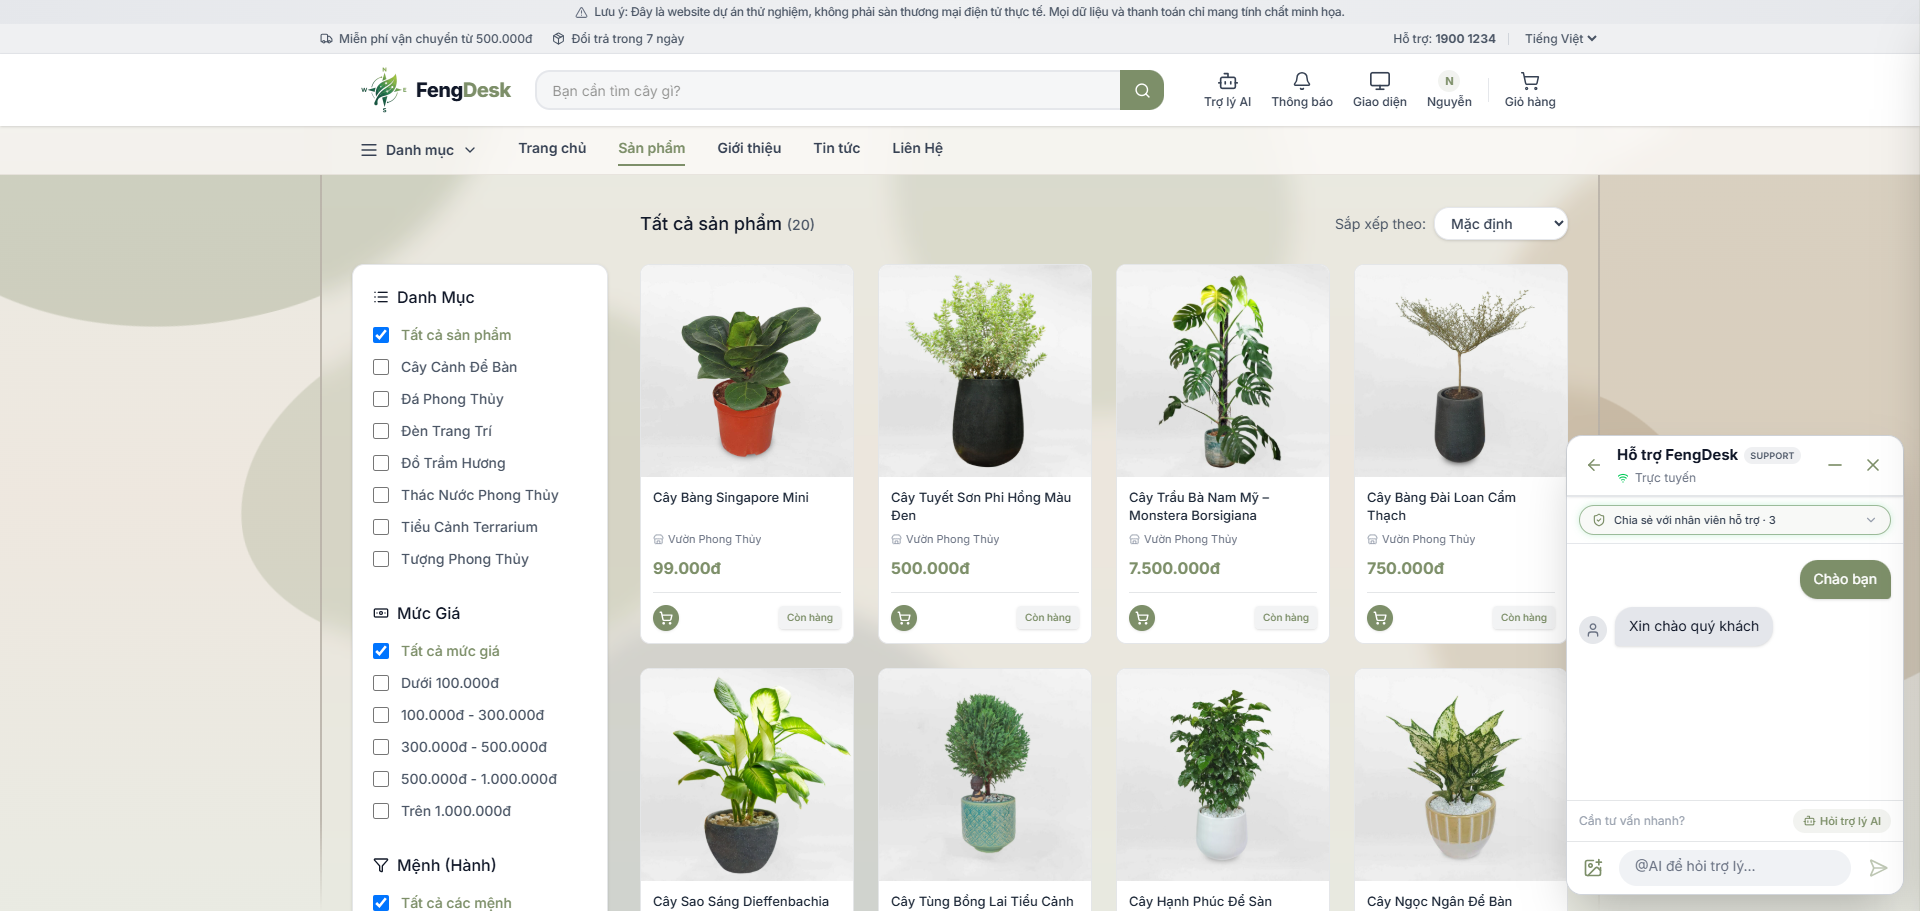 Lưu ý: Đây là website dự án thử nghiệm, không phải sàn thương mại điện tử thực tế. Mọi dữ liệu và thanh toán chỉ mang tính chất minh họa.
Miễn phí vận chuyển từ 500.000đ
Đổi trả trong 7 ngày
Hỗ trợ: 1900 1234
Tiếng Việt
N
W E
S
FengDesk
Bạn cần tìm cây gì?
Trợ lý AI
Thông báo
Giao diện
N
Nguyễn
Giỏ hàng
Danh mục
Trang chủ
Sản phẩm
Giới thiệu
Tin tức
Liên Hệ
Tất cả sản phẩm (20)
Sắp xếp theo:
Mặc định
Danh Mục
Tất cả sản phẩm
Cây Cảnh Để Bàn
Đá Phong Thủy
Đèn Trang Trí
Đồ Trầm Hương
Thác Nước Phong Thủy
Tiểu Cảnh Terrarium
Tượng Phong Thủy
Mức Giá
Tất cả mức giá
Dưới 100.000đ
100.000đ - 300.000đ
300.000đ - 500.000đ
500.000đ - 1.000.000đ
Trên 1.000.000đ
Mệnh (Hành)
Tất cả các mệnh
Cây Bàng Singapore Mini
Vườn Phong Thủy
99.000đ
Còn hàng
Cây Tuyết Sơn Phi Hồng Màu
Đen
Vườn Phong Thủy
500.000đ
Còn hàng
Cây Trầu Bà Nam Mỹ –
Monstera Borsigiana
Vườn Phong Thủy
7.500.000đ
Còn hàng
Cây Bàng Đài Loan Cẩm
Thạch
Vườn Phong Thủy
750.000đ
Còn hàng
Cây Sao Sáng Dieffenbachia
Cây Tùng Bồng Lai Tiểu Cảnh
Cây Hạnh Phúc Để Sàn
Cây Ngọc Ngân Để Bàn
Hỗ trợ FengDesk
SUPPORT
Trực tuyến
Chia sẻ với nhân viên hỗ trợ · 3
Chào bạn
Xin chào quý khách
Cần tư vấn nhanh?
Hỏi trợ lý AI
@AI để hỏi trợ lý...